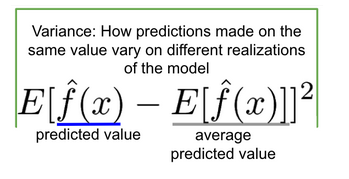 Variance: How predictions made on the
same value vary on different realizations
of the model
E[f̂(x) − E[f̂(x)]]²
predicted value average
predicted value